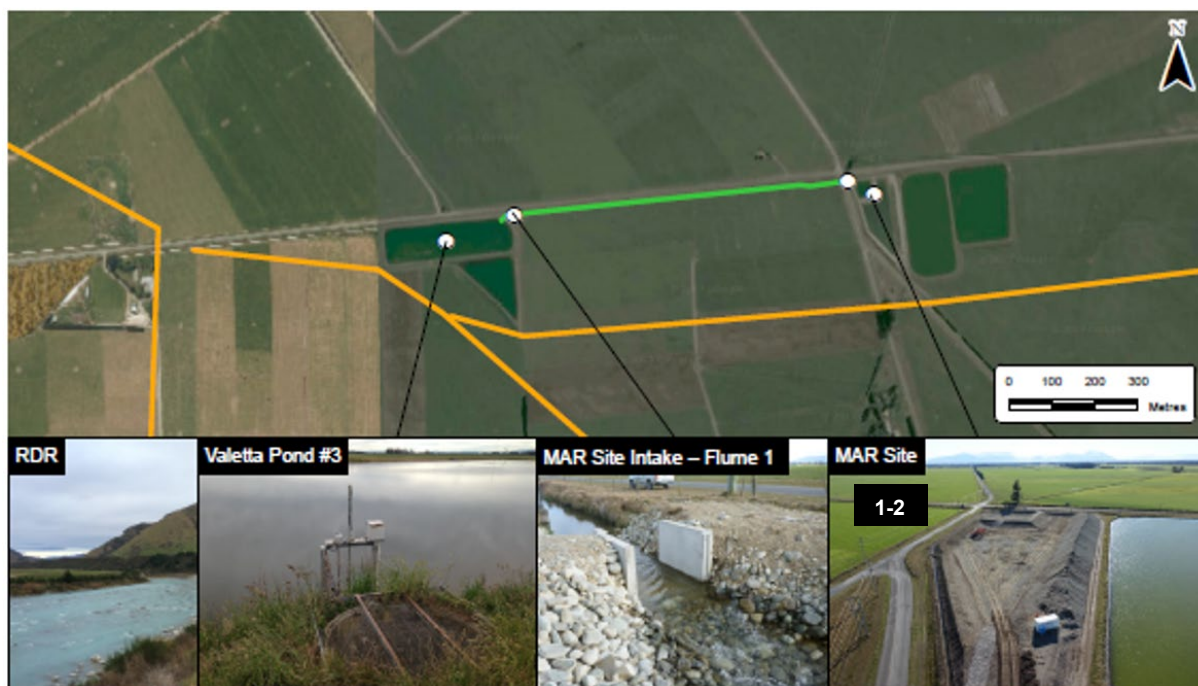 N
0 100 200 300
Metres
RDR
Valetta Pond #3
MAR Site Intake – Flume 1
MAR Site
1-2